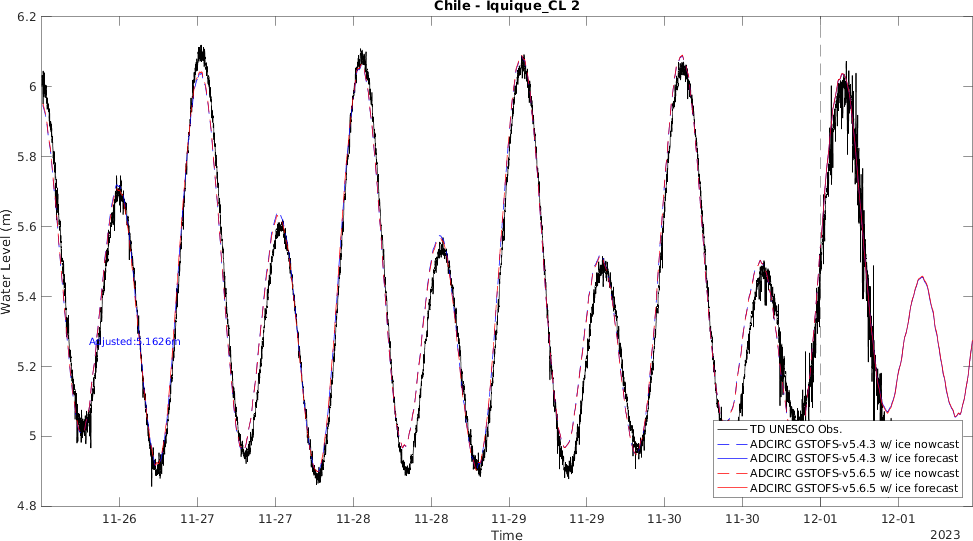 Chile - Iquique_CL 2
6.2
6
5.8
5.6
5.4
5.2
5
4.8
Water Level (m)
Adjusted:5.1626m
TD UNESCO Obs.
ADCIRC GSTOFS-v5.4.3 w/ ice nowcast
ADCIRC GSTOFS-v5.4.3 w/ ice forecast
ADCIRC GSTOFS-v5.6.5 w/ ice nowcast
ADCIRC GSTOFS-v5.6.5 w/ ice forecast
11-26 11-27 11-27 11-28 11-28 11-29 11-29 11-30 11-30 12-01 12-01
Time
2023